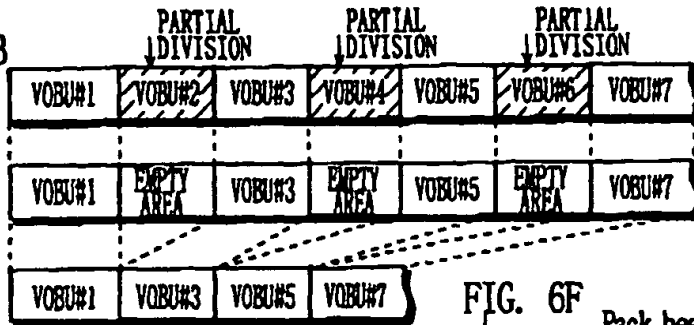 PARTIAL DIVISION PARTIAL DIVISION PARTIAL DIVISION
VOBU#1 VOBU#2 VOBU#3 VOBU#4 VOBU#5 VOBU#6 VOBU#7
VOBU#1 EMPTY AREA VOBU#3 EMPTY AREA VOBU#5 EMPTY AREA VOBU#7
VOBU#1 VOBU#3 VOBU#5 VOBU#7
FIG. 6F